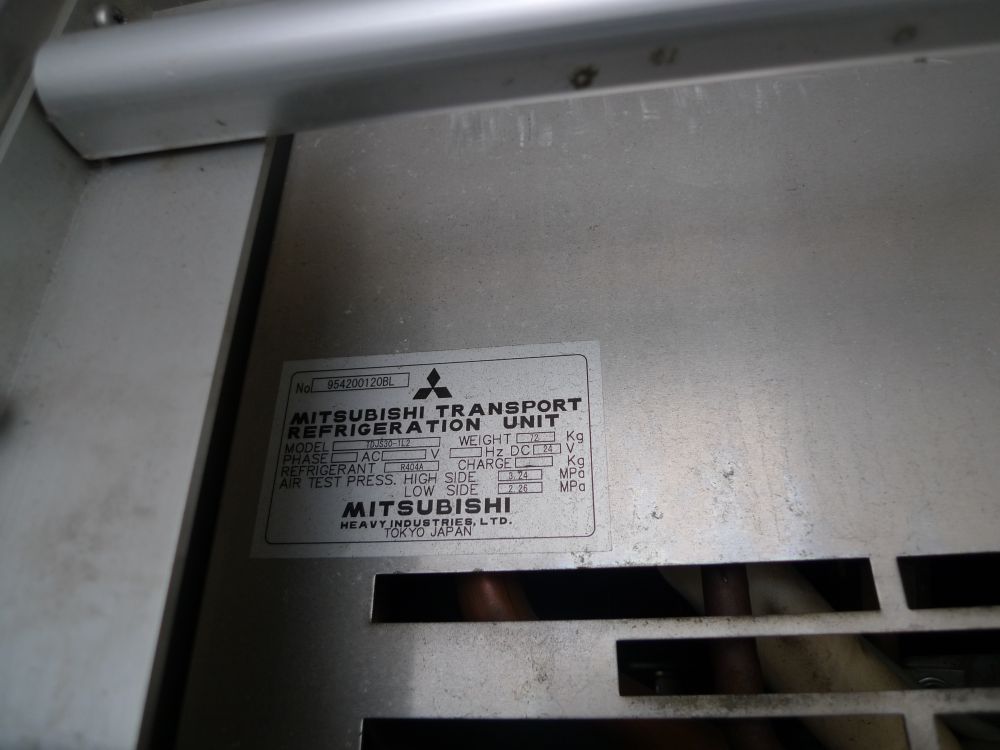 No 954200120BL
MITSUBISHI TRANSPORT
REFRIGERATION UNIT
MODEL TDJS30-1L2 WEIGHT 72 Kg
PHASE AC V Hz DC 24 V
REFRIGERANT R404A CHARGE Kg
AIR TEST PRESS. HIGH SIDE 3.24 MPa
LOW SIDE 2.26 MPa
MITSUBISHI
HEAVY INDUSTRIES, LTD.
TOKYO JAPAN